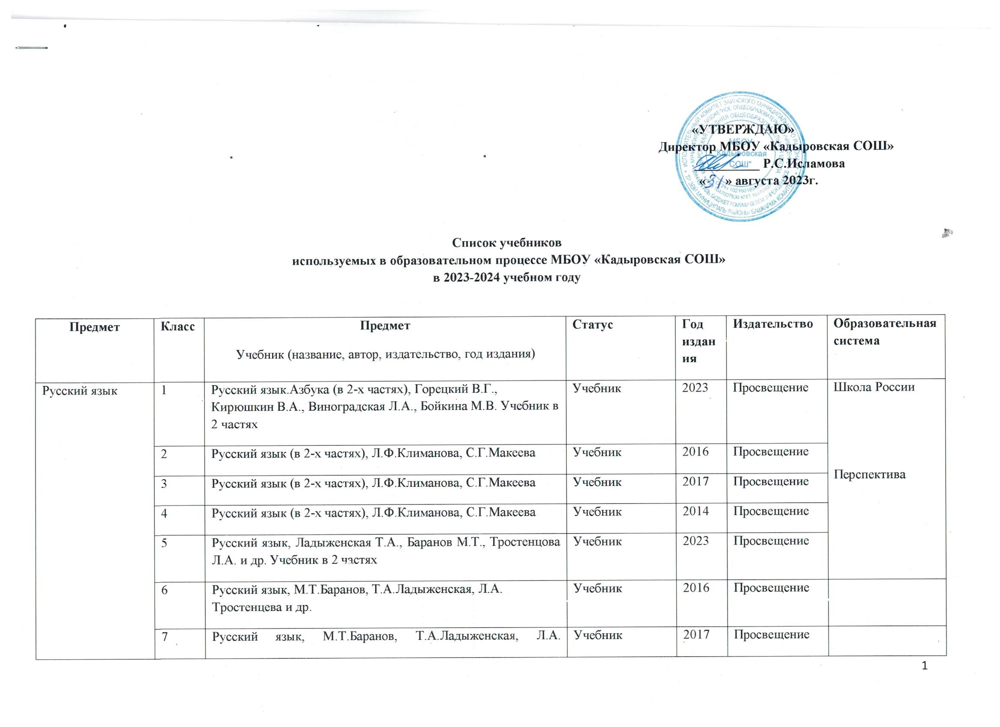 «УТВЕРЖДАЮ»
Директор МБОУ «Кадыровская СОШ»
Р.С.Исламова
«31» августа 2023г.
МБОУ
"Кадыровская
СОШ"
Список учебников
используемых в образовательном процессе МБОУ «Кадыровская СОШ»
в 2023-2024 учебном году
Предмет Класс Предмет Статус Год Издательство Образовательная
издан система
Учебник (название, автор, издательство, год издания)
ия
Русский язык 1 Русский язык.Азбука (в 2-х частях), Горецкий В.Г., Учебник 2023 Просвещение Школа России
Кирюшкин В.А., Виноградская Л.А., Бойкина М.В. Учебник в
2 частях
2 Русский язык (в 2-х частях), Л.Ф.Климанова, С.Г.Макеева Учебник 2016 Просвещение
Перспектива
3 Русский язык (в 2-х частях), Л.Ф.Климанова, С.Г.Макеева Учебник 2017 Просвещение
4 Русский язык (в 2-х частях), Л.Ф.Климанова, С.Г.Макеева Учебник 2014 Просвещение
5 Русский язык, Ладыженская Т.А., Баранов М.Т., Тростенцова Учебник 2023 Просвещение
Л.А. и др. Учебник в 2 частях
6 Русский язык, М.Т.Баранов, Т.А.Ладыженская, Л.А. Учебник 2016 Просвещение
Тростенцева и др.
7 Русский язык, М.Т.Баранов, Т.А.Ладыженская, Л.А. Учебник 2017 Просвещение
1